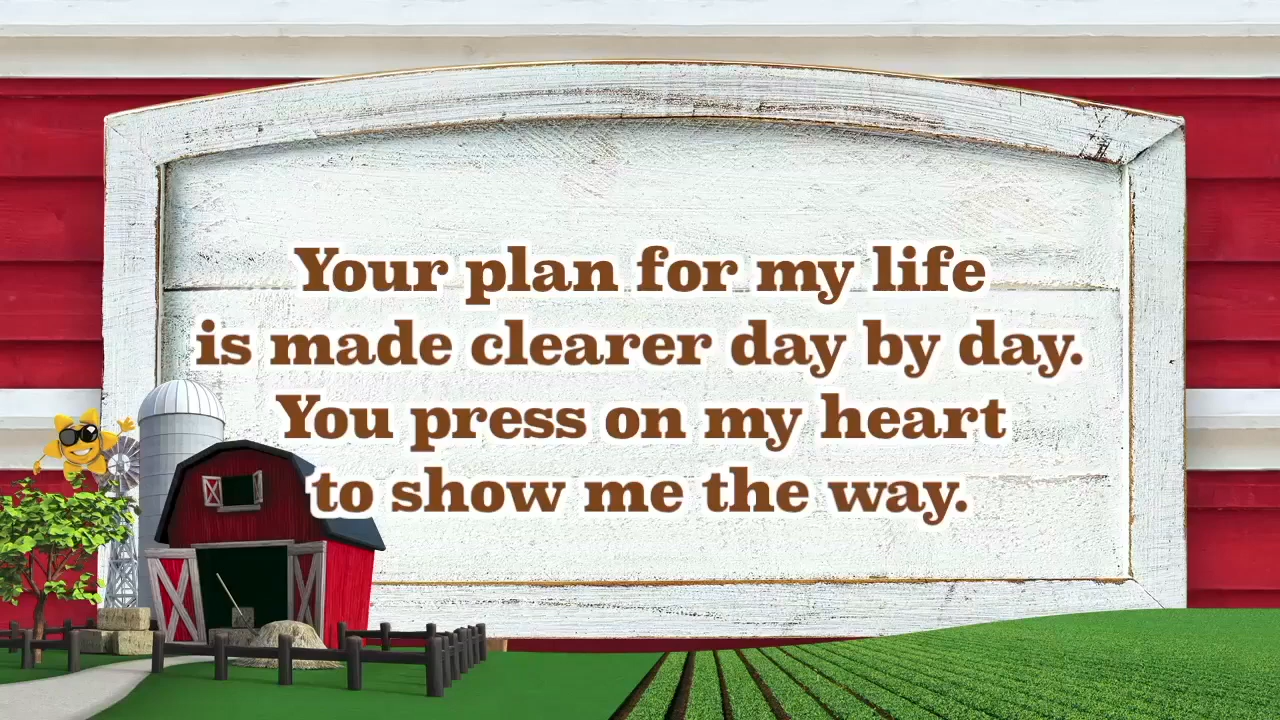 Your plan for my life
is made clearer day by day.
You press on my heart
to show me the way.